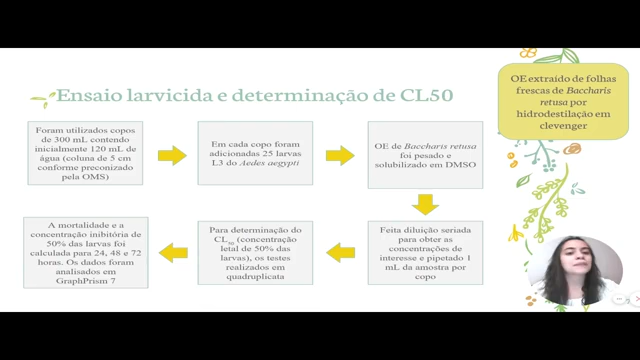 Ensaio larvicida e determinação de CL50
OE extraído de folhas
frescas de Baccharis
retusa por
hidrodestilação em
clevenger
Foram utilizados copos
de 300 mL contendo
inicialmente 120 mL de
água (coluna de 5 cm
conforme preconizado
pela OMS)
Em cada copo foram
adicionadas 25 larvas
L3 do Aedes aegypti
OE de Baccharis retusa
foi pesado e
solubilizado em DMSO
Feita diluição seriada
para obter as
concentrações de
interesse e pipetado 1
mL da amostra por
copo
Para determinação do
CL50 (concentração
letal de 50% das
larvas), os testes
realizados em
quadruplicata
A mortalidade e a
concentração inibitória de
50% das larvas foi
calculada para 24, 48 e 72
horas. Os dados foram
analisados em
GraphPrism 7